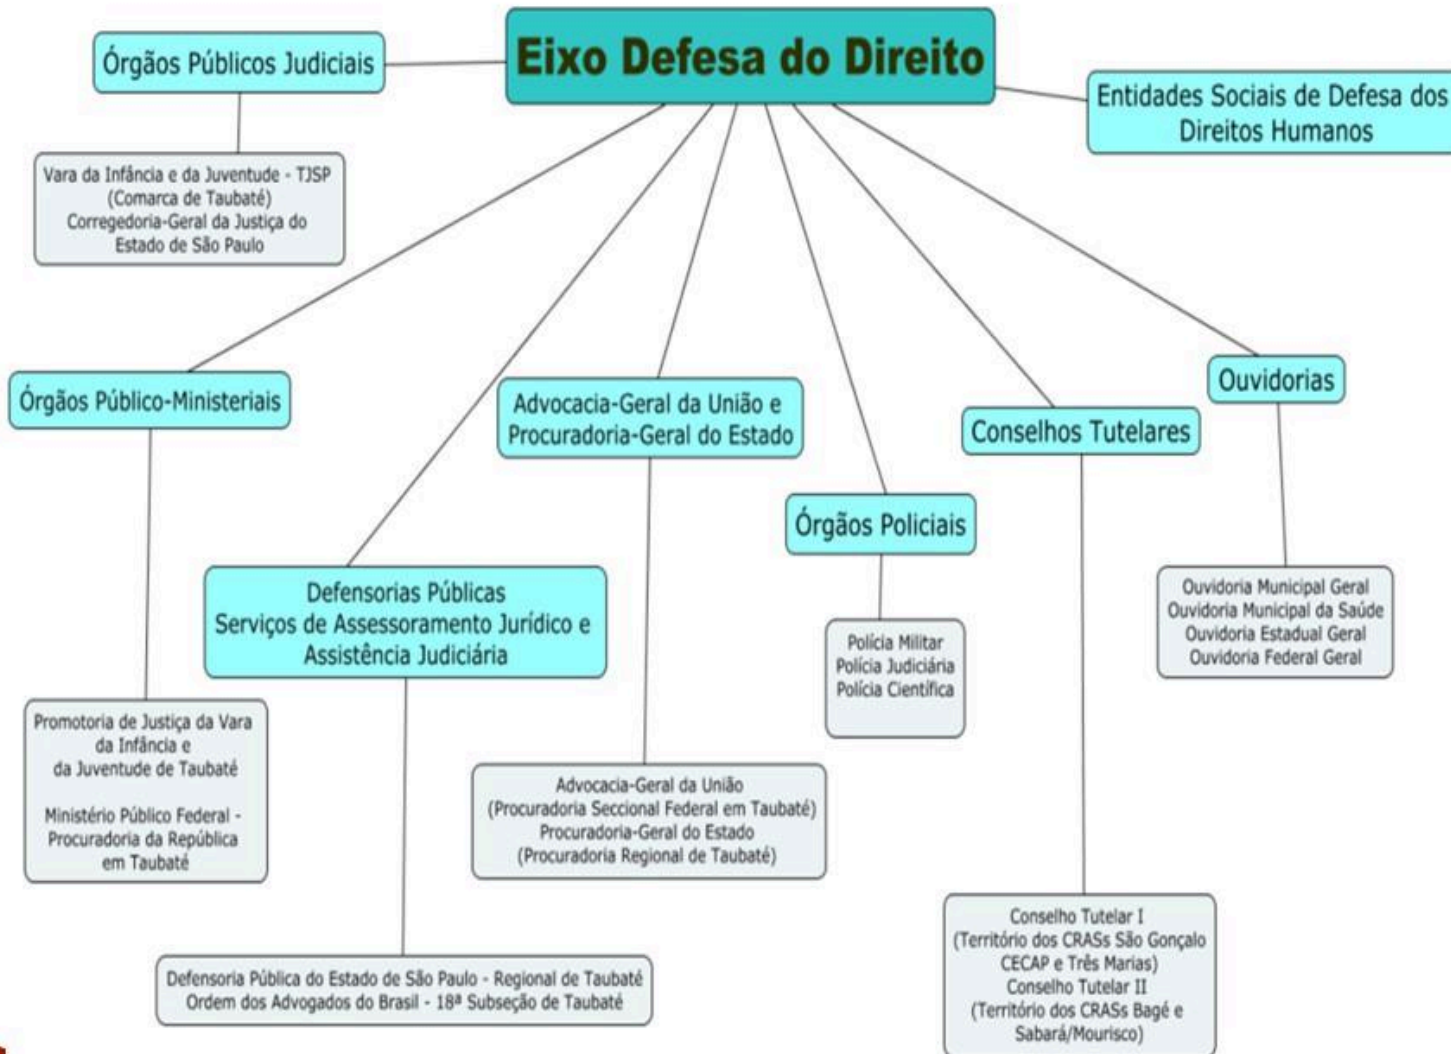 Eixo Defesa do Direito
Órgãos Públicos Judiciais
Vara da Infância e da Juventude - TJSP
(Comarca de Taubaté)
Corregedoria-Geral da Justiça do
Estado de São Paulo
Entidades Sociais de Defesa dos
Direitos Humanos
Órgãos Público-Ministeriais
Promotoria de Justiça da Vara
da Infância e
da Juventude de Taubaté
Ministério Público Federal -
Procuradoria da República
em Taubaté
Defensorias Públicas
Serviços de Assessoramento Jurídico e
Assistência Judiciária
Defensoria Pública do Estado de São Paulo - Regional de Taubaté
Ordem dos Advogados do Brasil - 18ª Subseção de Taubaté
Advocacia-Geral da União e
Procuradoria-Geral do Estado
Advocacia-Geral da União
(Procuradoria Seccional Federal em Taubaté)
Procuradoria-Geral do Estado
(Procuradoria Regional de Taubaté)
Órgãos Policiais
Polícia Militar
Polícia Judiciária
Polícia Científica
Conselhos Tutelares
Conselho Tutelar I
(Território dos CRASs São Gonçalo
CECAP e Três Marias)
Conselho Tutelar II
(Território dos CRASs Bagé e
Sabará/Mourisco)
Ouvidorias
Ouvidoria Municipal Geral
Ouvidoria Municipal da Saúde
Ouvidoria Estadual Geral
Ouvidoria Federal Geral